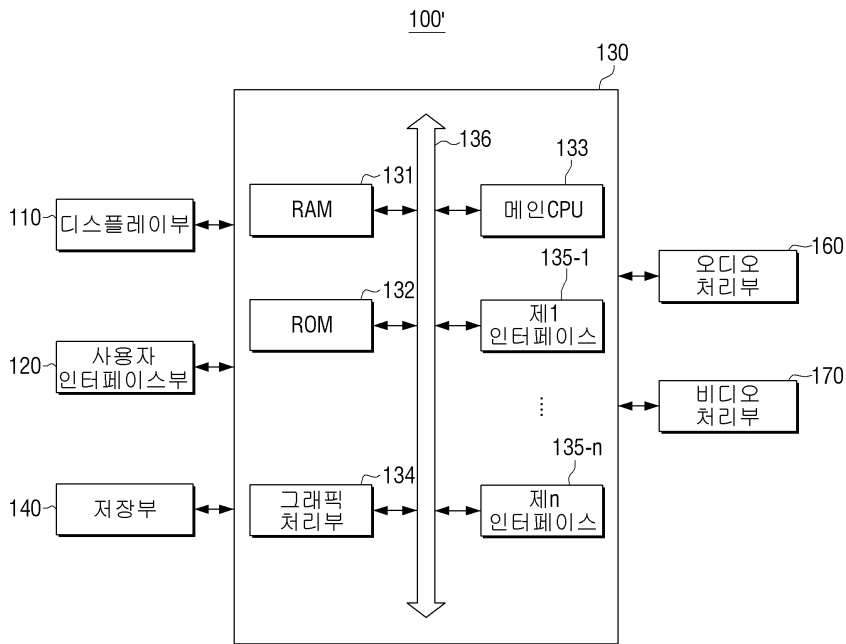 100'
130
136
131
RAM
133
메인CPU
110
디스플레이부
132
ROM
135-1
제1
인터페이스
160
오디오
처리부
120
사용자
인터페이스부
170
비디오
처리부
....
140
저장부
134
그래픽
처리부
135-n
제n
인터페이스